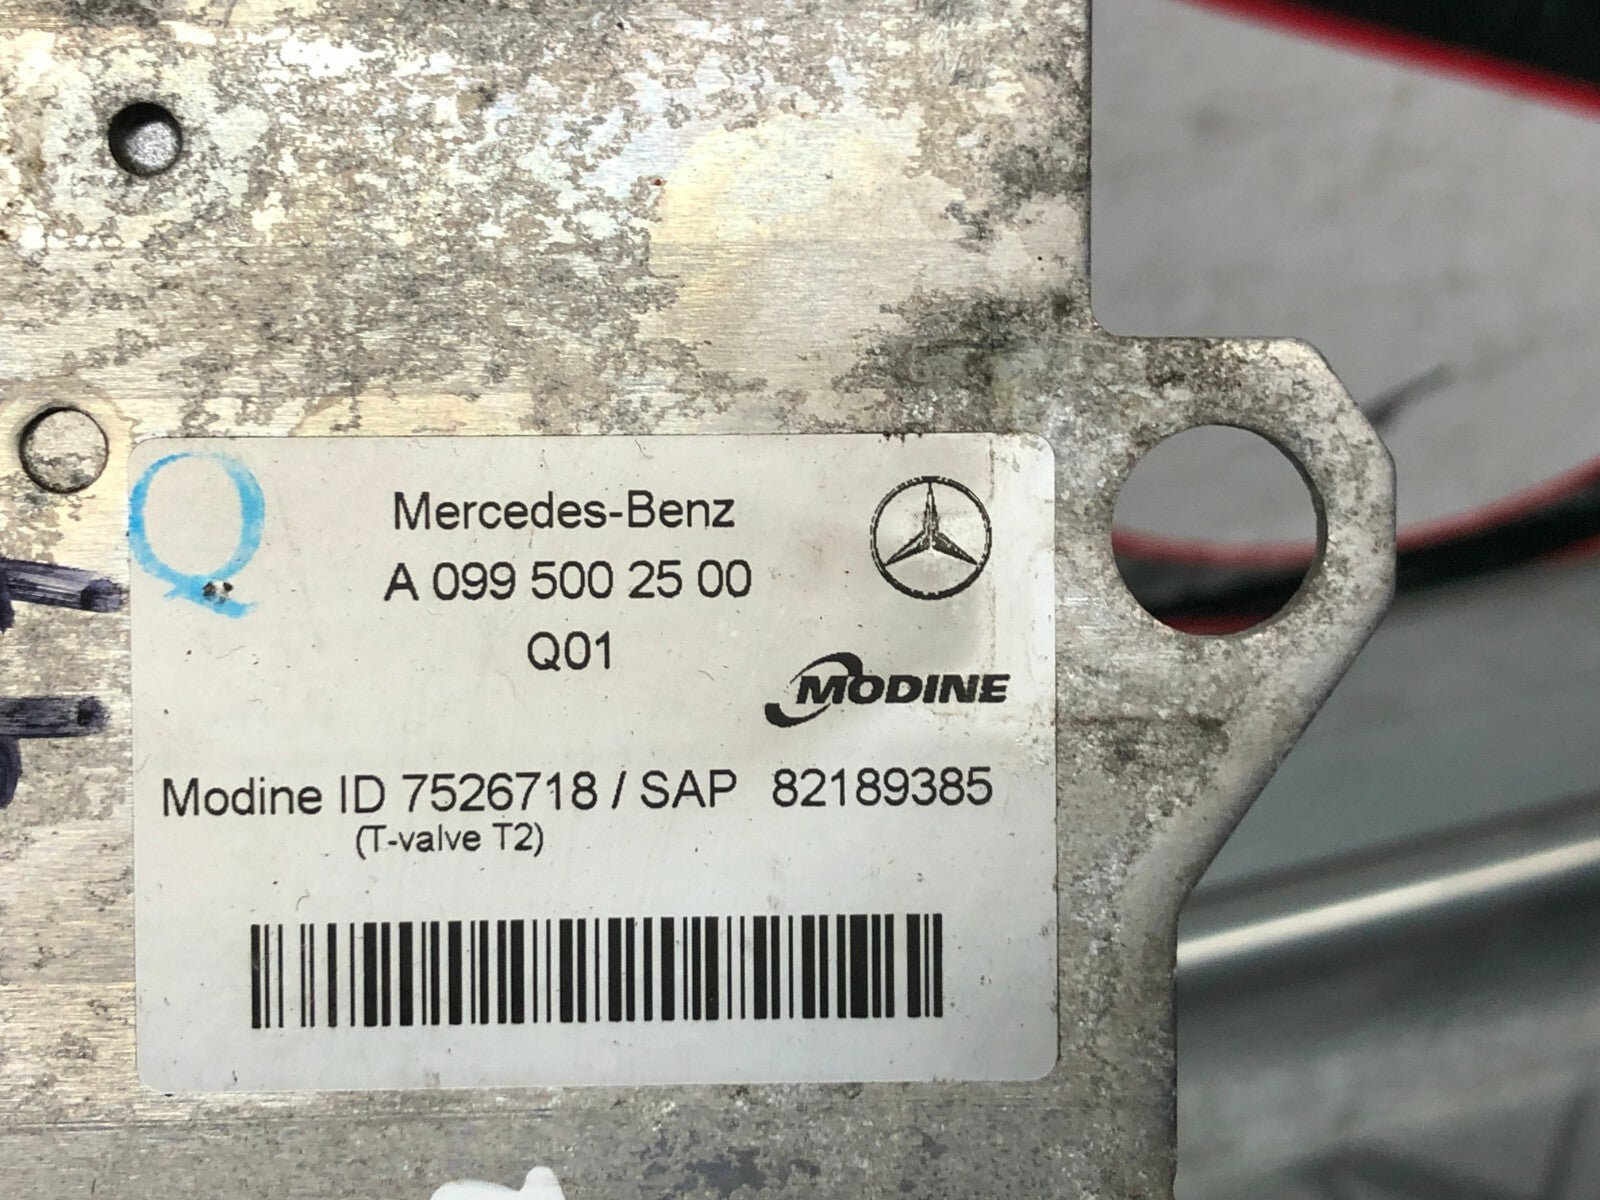 Q
Mercedes-Benz
A 099 500 25 00
Q01
MODINE
Modine ID 7526718 / SAP 82189385
(T-valve T2)